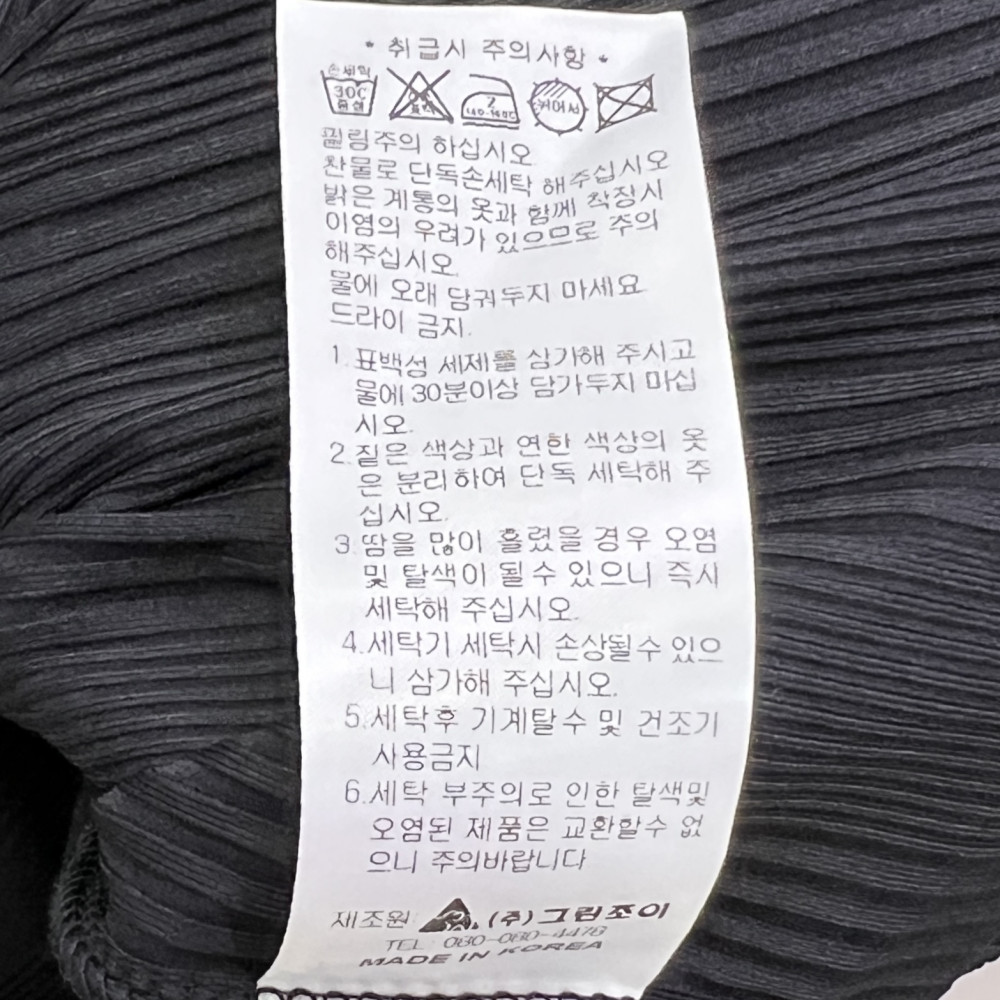 * 취급시 주의사항 *
손세탁
30C
중성
2
140-160C
필링주의 하십시오
찬물로 단독손세탁 해주십시오
밝은 계통의 옷과 함께 착장시
이염의 우려가 있으므로 주의
해주십시오.
물에 오래 담궈두지 마세요
드라이 금지.
1.표백성 세제를 삼가해 주시고
물에 30분이상 담가두지 마십
시오.
2.짙은 색상과 연한 색상의 옷
은 분리하여 단독 세탁해 주
십시오.
3.땀을 많이 흘렸을 경우 오염
및 탈색이 될수 있으니 즉시
세탁해 주십시오.
4.세탁기 세탁시 손상될수 있으
니 삼가해 주십시오.
5.세탁후 기계탈수 및 건조기
사용금지
6.세탁 부주의로 인한 탈색및
오염된 제품은 교환할수 없
으니 주의바랍니다
제조원: (주)그림조이
TEL: 080-080-4478
MADE IN KOREA